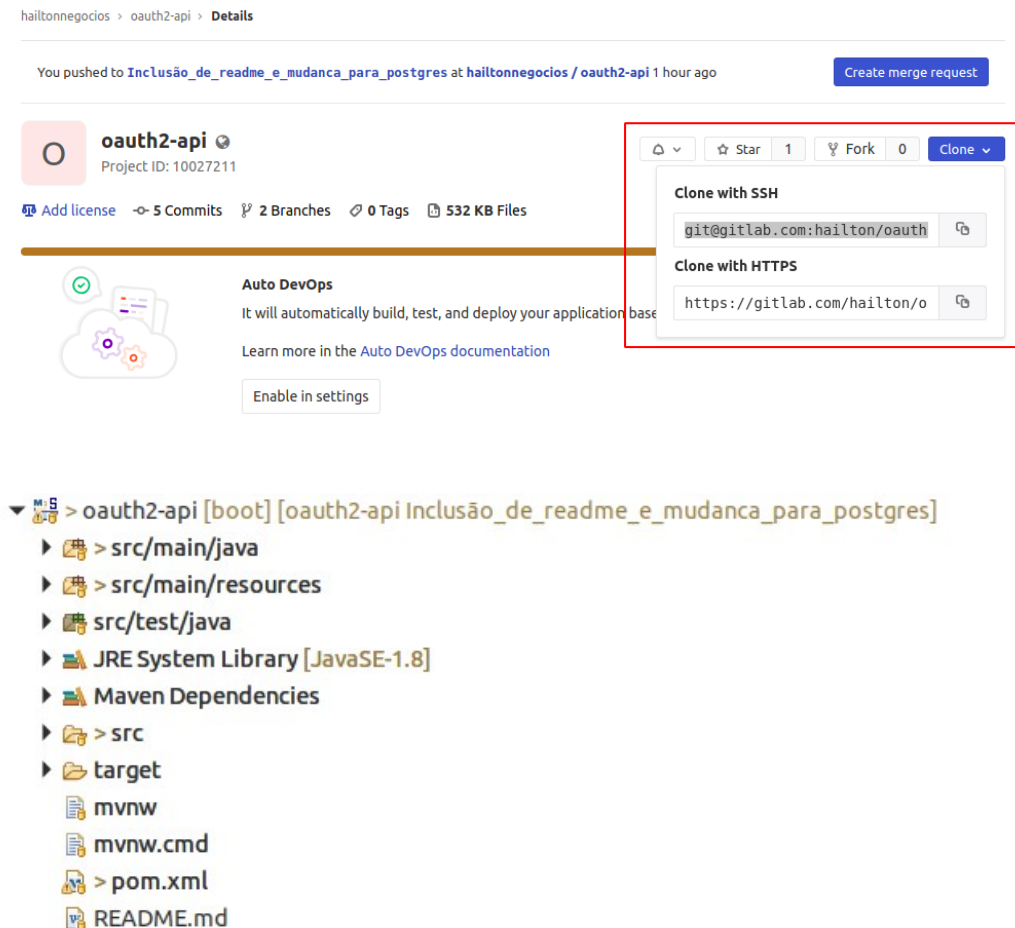 hailtonnegocios › oauth2-api › Details
You pushed to Inclusão_de_readme_e_mudanca_para_postgres at hailtonnegocios / oauth2-api 1 hour ago
Create merge request
O
oauth2-api
Project ID: 10027211
Star 1
Fork 0
Clone
Add license 5 Commits 2 Branches 0 Tags 532 KB Files
Clone with SSH
git@gitlab.com:hailton/oauth
Clone with HTTPS
https://gitlab.com/hailton/o
Auto DevOps
It will automatically build, test, and deploy your application base
Learn more in the Auto DevOps documentation
Enable in settings
> oauth2-api [boot] [oauth2-api Inclusão_de_readme_e_mudanca_para_postgres]
> src/main/java
> src/main/resources
src/test/java
JRE System Library [JavaSE-1.8]
Maven Dependencies
> src
target
mvnw
mvnw.cmd
> pom.xml
README.md